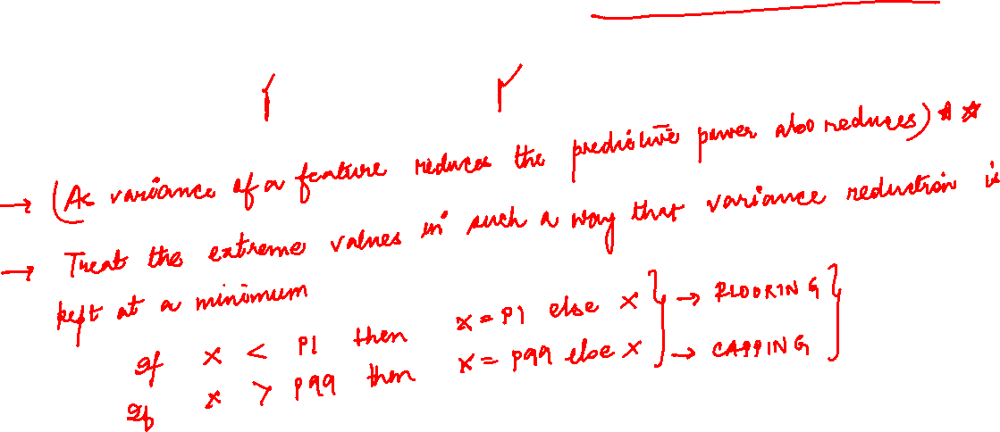 → (As variance of a feature reduces the predictive power also reduces) ☆ ☆
→ Treat the extreme values in such a way that variance reduction is
kept at a minimum
If x < P1 then x = P1 else x } → FLOORING }
If x > P99 then x = P99 else x } → CAPPING }